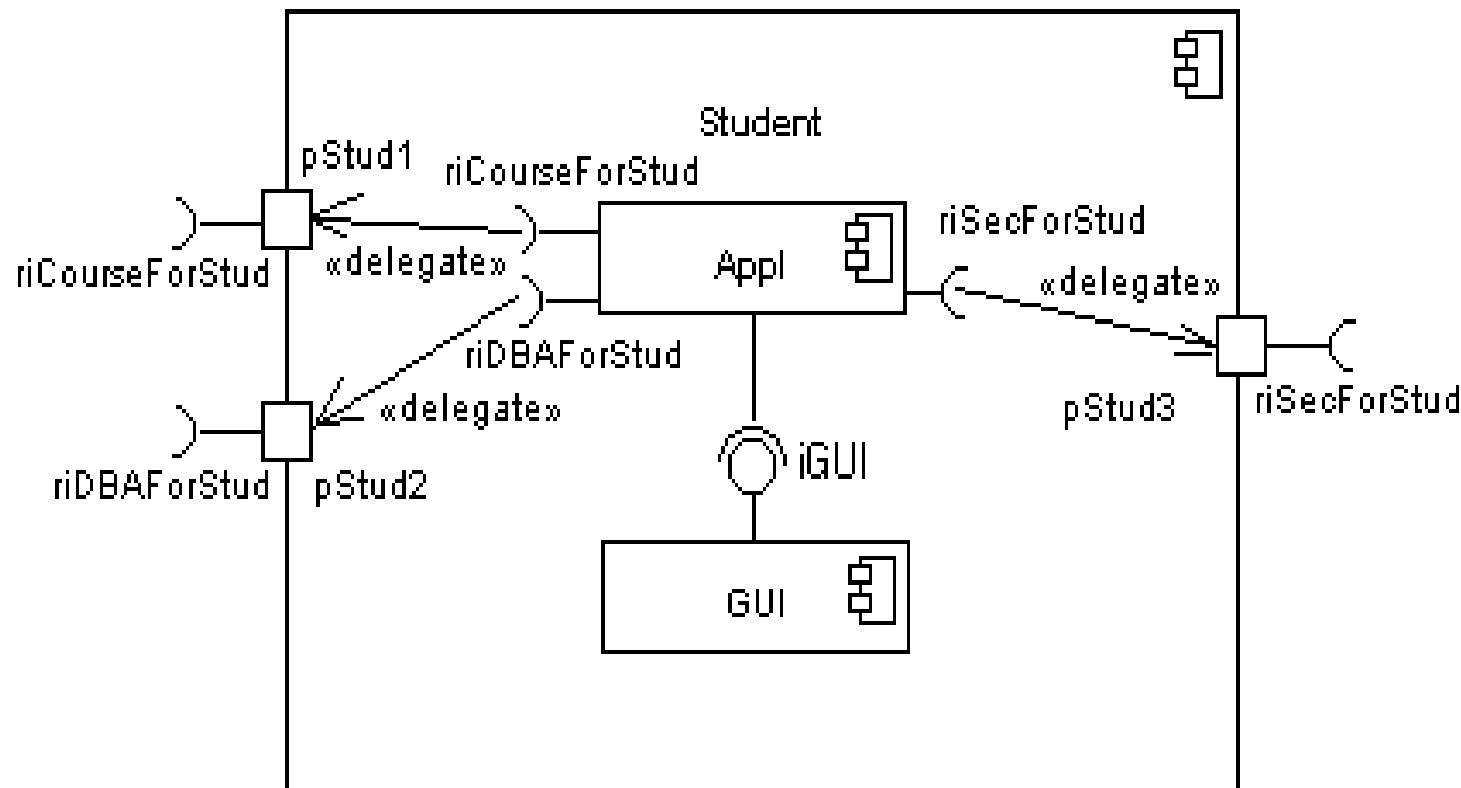 Student
pStud1
riCourseForStud
riSecForStud
riCourseForStud
«delegate»
Appl
«delegate»
riDBAForStud
«delegate»
pStud3
riSecForStud
iGUI
riDBAForStud
pStud2
GUI